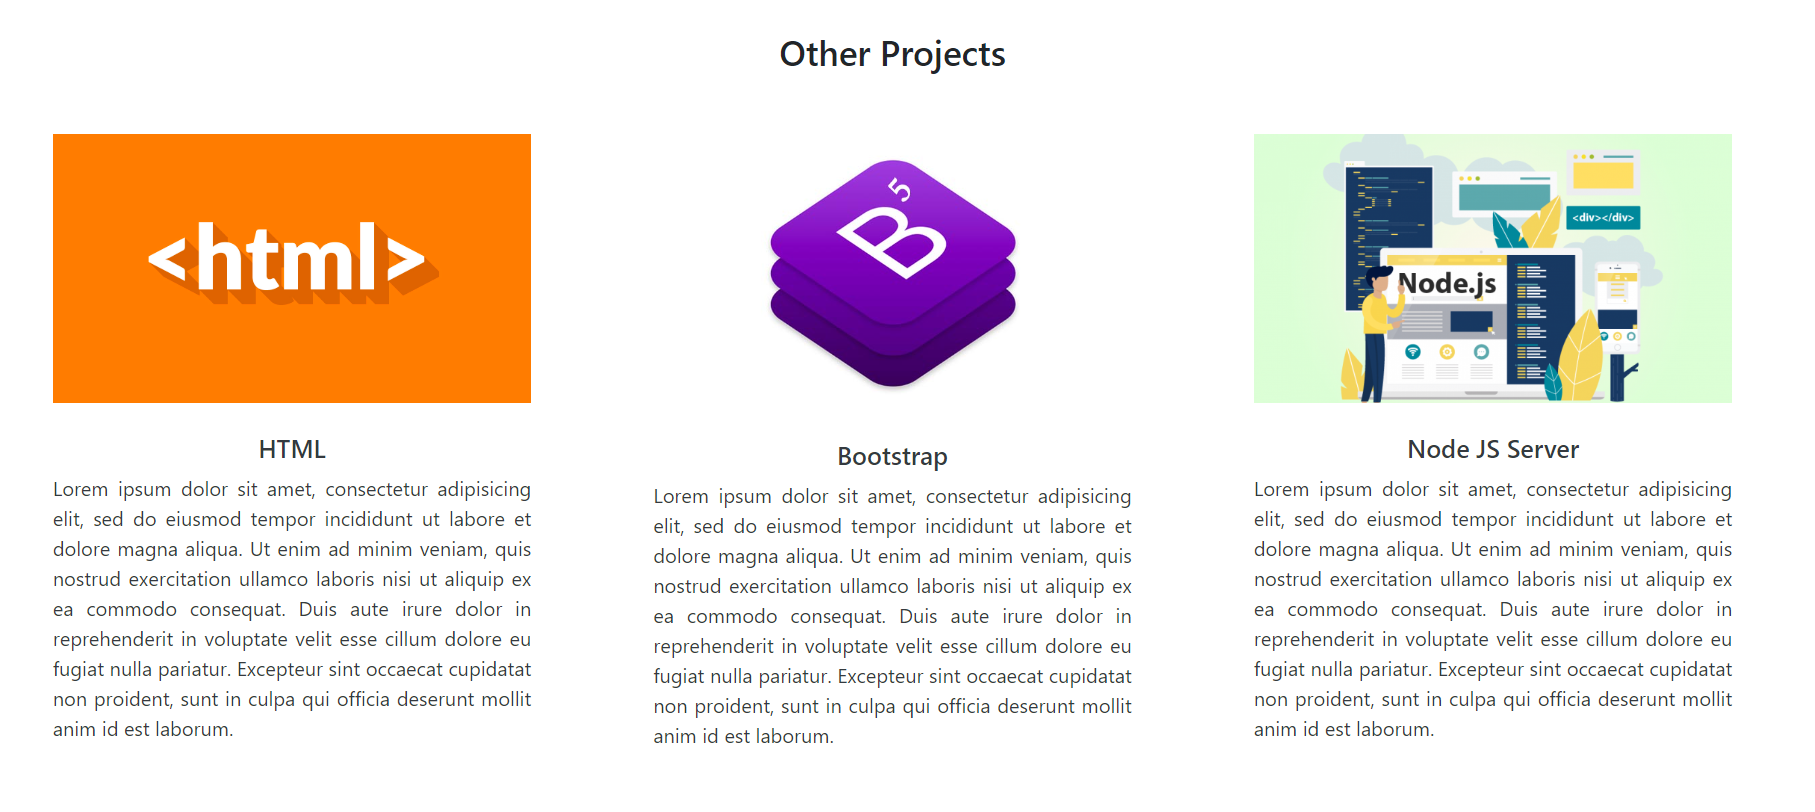 Other Projects
<html>
HTML
Lorem ipsum dolor sit amet, consectetur adipisicing
elit, sed do eiusmod tempor incididunt ut labore et
dolore magna aliqua. Ut enim ad minim veniam, quis
nostrud exercitation ullamco laboris nisi ut aliquip ex
ea commodo consequat. Duis aute irure dolor in
reprehenderit in voluptate velit esse cillum dolore eu
fugiat nulla pariatur. Excepteur sint occaecat cupidatat
non proident, sunt in culpa qui officia deserunt mollit
anim id est laborum.
B5
Bootstrap
Lorem ipsum dolor sit amet, consectetur adipisicing
elit, sed do eiusmod tempor incididunt ut labore et
dolore magna aliqua. Ut enim ad minim veniam, quis
nostrud exercitation ullamco laboris nisi ut aliquip ex
ea commodo consequat. Duis aute irure dolor in
reprehenderit in voluptate velit esse cillum dolore eu
fugiat nulla pariatur. Excepteur sint occaecat cupidatat
non proident, sunt in culpa qui officia deserunt mollit
anim id est laborum.
<div></div>
Node.js
Node JS Server
Lorem ipsum dolor sit amet, consectetur adipisicing
elit, sed do eiusmod tempor incididunt ut labore et
dolore magna aliqua. Ut enim ad minim veniam, quis
nostrud exercitation ullamco laboris nisi ut aliquip ex
ea commodo consequat. Duis aute irure dolor in
reprehenderit in voluptate velit esse cillum dolore eu
fugiat nulla pariatur. Excepteur sint occaecat cupidatat
non proident, sunt in culpa qui officia deserunt mollit
anim id est laborum.